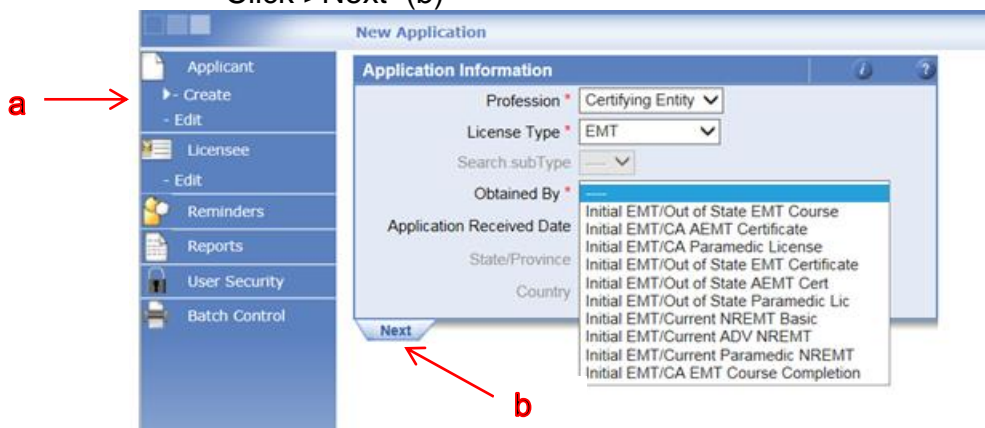 Click >Next (b)
New Application
Applicant
- Create
- Edit
Licensee
- Edit
Reminders
Reports
User Security
Batch Control
a
Application Information
Profession * Certifying Entity
License Type * EMT
Search subType ----
Obtained By * ----
Application Received Date
State/Province
Country
Initial EMT/Out of State EMT Course
Initial EMT/CA AEMT Certificate
Initial EMT/CA Paramedic License
Initial EMT/Out of State EMT Certificate
Initial EMT/Out of State AEMT Cert
Initial EMT/Out of State Paramedic Lic
Initial EMT/Current NREMT Basic
Initial EMT/Current ADV NREMT
Initial EMT/Current Paramedic NREMT
Initial EMT/CA EMT Course Completion
Next
b